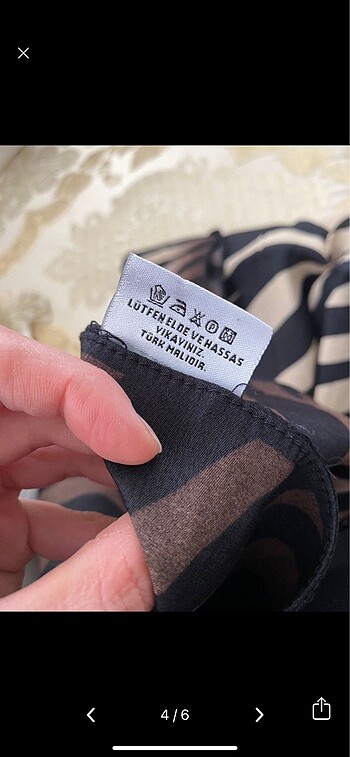 LÜTFEN ELDE VE HASSAS
YIKAYINIZ.
TÜRK MALIDIR.
4/6